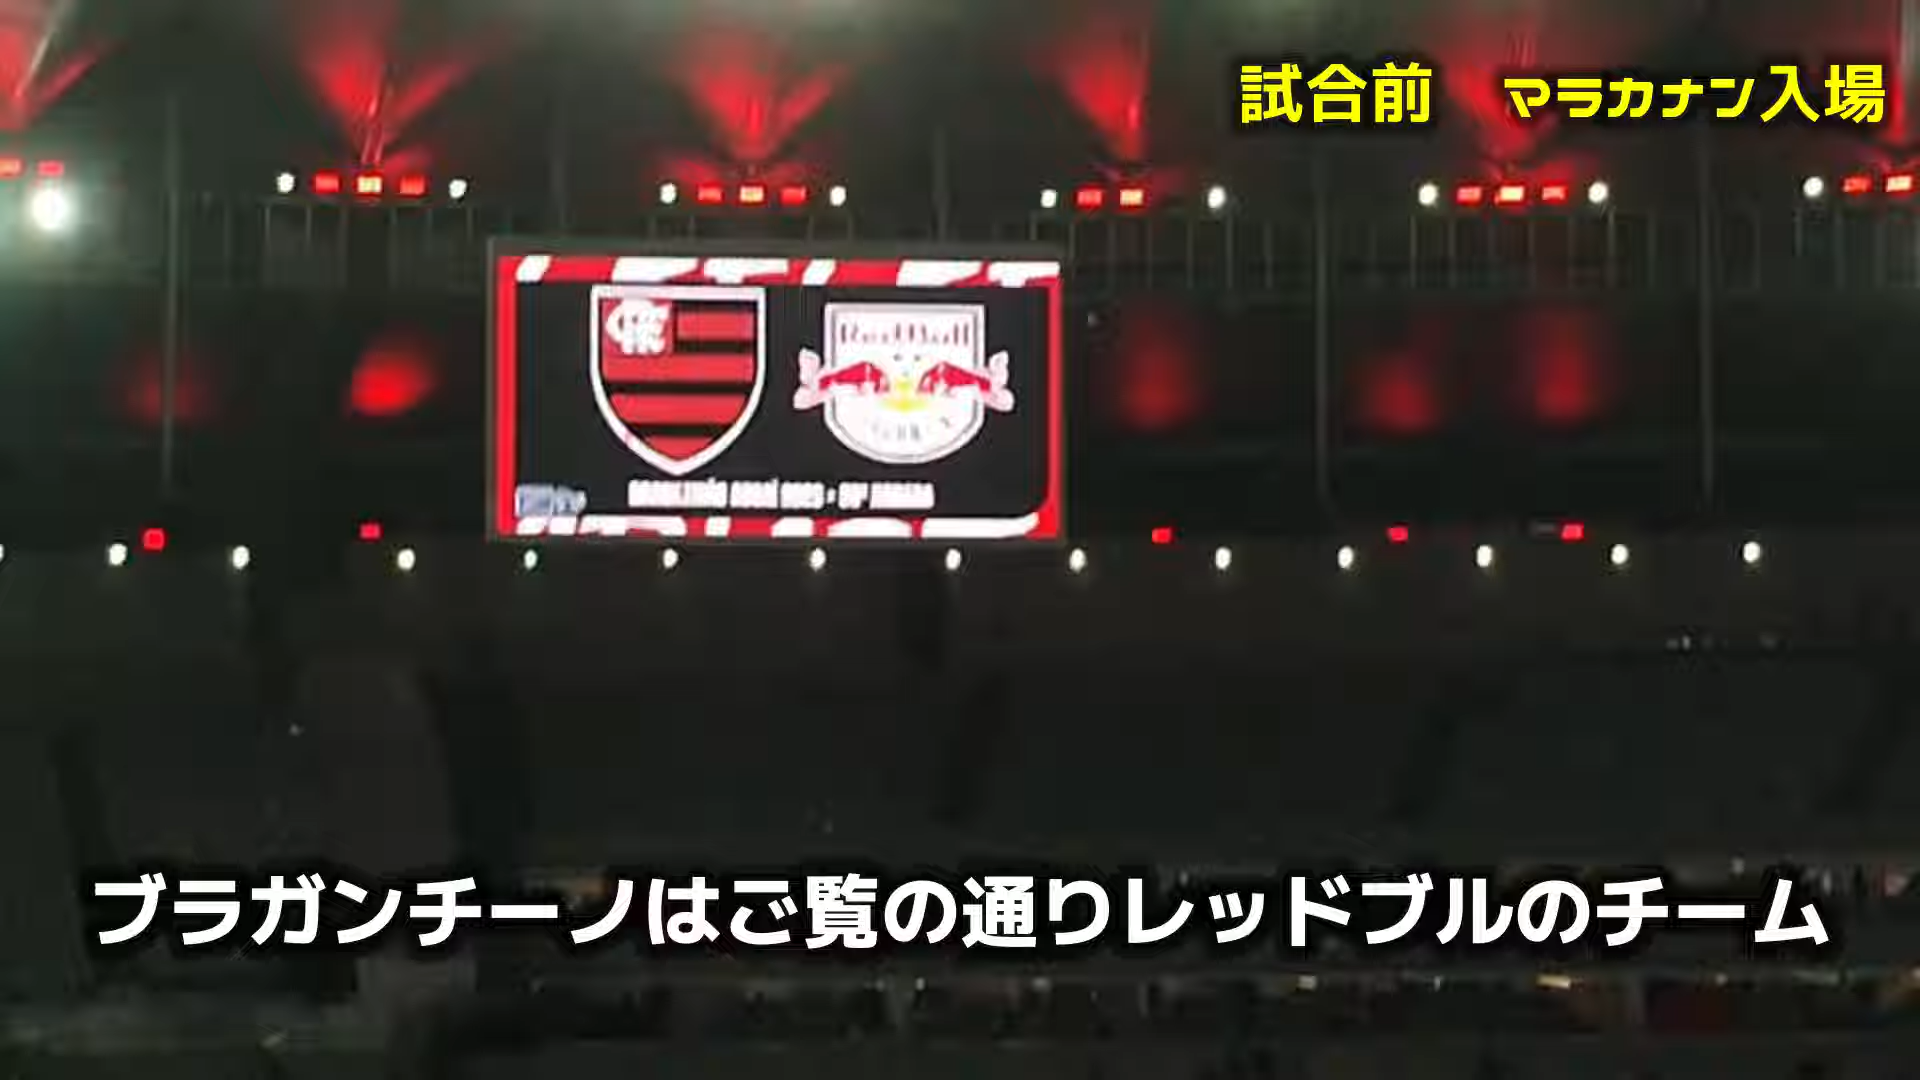 試合前　マラカナン入場
RedBull
ブラガンチーノはご覧の通りレッドブルのチーム